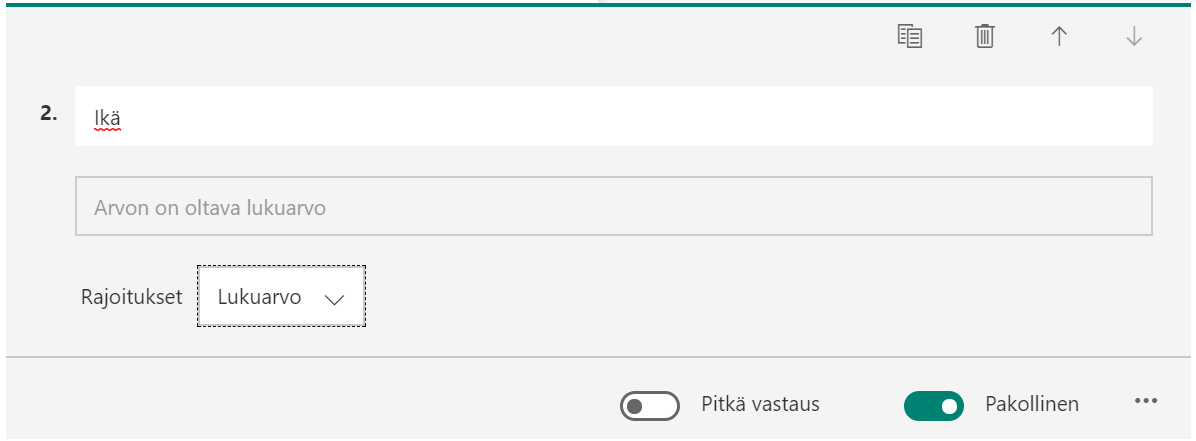 2.
Ikä
Arvon on oltava lukuarvo
Rajoitukset Lukuarvo
Pitkä vastaus Pakollinen